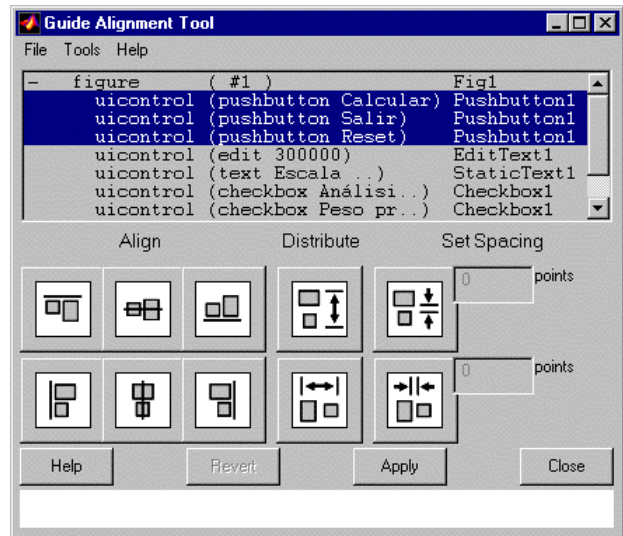 Guide Alignment Tool
File Tools Help
− figure ( #1 ) Fig1
uicontrol (pushbutton Calcular) Pushbutton1
uicontrol (pushbutton Salir) Pushbutton1
uicontrol (pushbutton Reset) Pushbutton1
uicontrol (edit 300000) EditText1
uicontrol (text Escala ..) StaticText1
uicontrol (checkbox Análisi..) Checkbox1
uicontrol (checkbox Peso pr..) Checkbox1
Align Distribute Set Spacing
0 points
0 points
Help Revert Apply Close